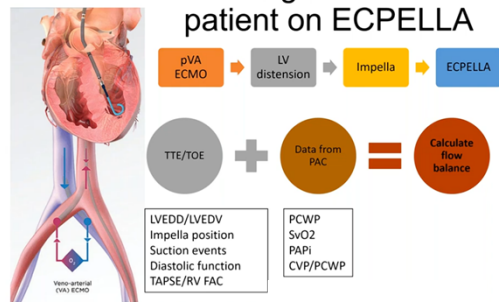 patient on ECPELLA
pVA
ECMO
LV
distension
Impella
ECPELLA
TTE/TOE
Data from
PAC
Calculate
flow
balance
LVEDD/LVEDV
Impella position
Suction events
Diastolic function
TAPSE/RV FAC
PCWP
SvO2
PAPi
CVP/PCWP
O₂
Veno-arterial
(VA) ECMO